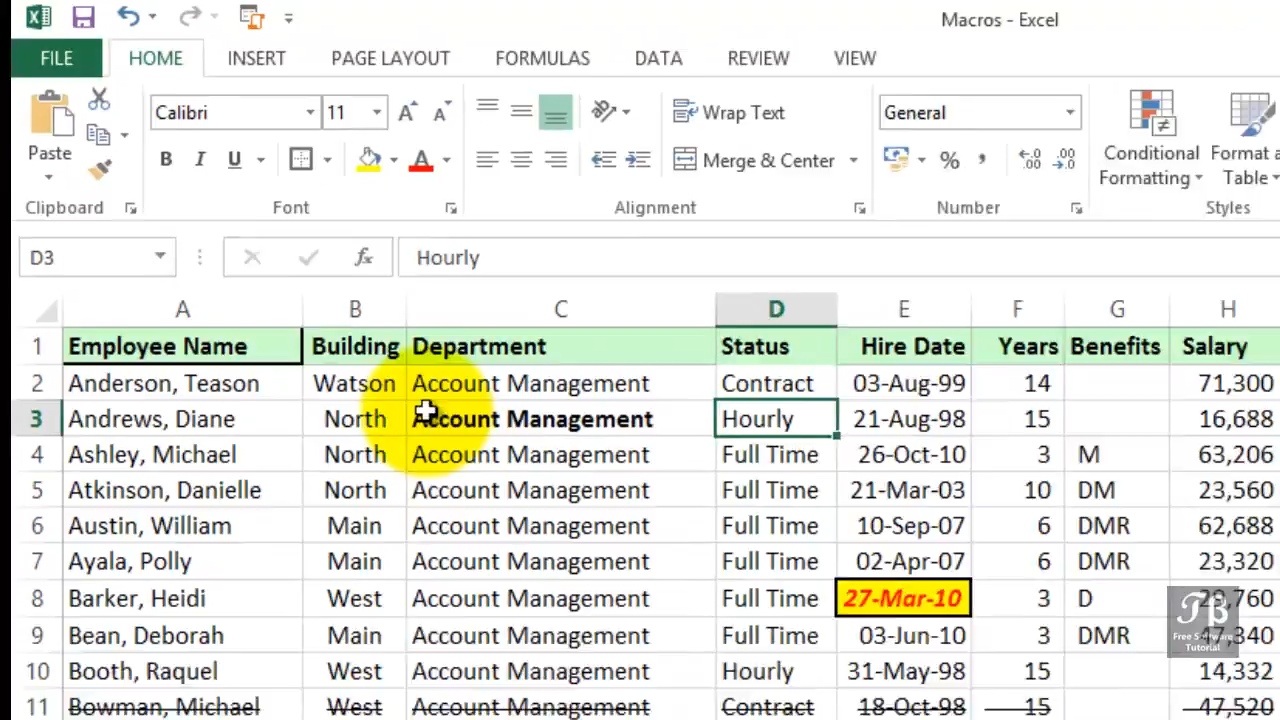 Macros - Excel
FILE HOME INSERT PAGE LAYOUT FORMULAS DATA REVIEW VIEW
Calibri 11 Wrap Text General
Paste B I U A Merge & Center % Conditional Formatting Format a Table
Clipboard Font Alignment Number Styles
D3 fx Hourly
A B C D E F G H
1 Employee Name Building Department Status Hire Date Years Benefits Salary
2 Anderson, Teason Watson Account Management Contract 03-Aug-99 14 71,300
3 Andrews, Diane North Account Management Hourly 21-Aug-98 15 16,688
4 Ashley, Michael North Account Management Full Time 26-Oct-10 3 M 63,206
5 Atkinson, Danielle North Account Management Full Time 21-Mar-03 10 DM 23,560
6 Austin, William Main Account Management Full Time 10-Sep-07 6 DMR 62,688
7 Ayala, Polly Main Account Management Full Time 02-Apr-07 6 DMR 23,320
8 Barker, Heidi West Account Management Full Time 27-Mar-10 3 D
9 Bean, Deborah Main Account Management Full Time 03-Jun-10 3 DMR 47,340
10 Booth, Raquel West Account Management Hourly 31-May-98 15 14,332
11 Bowman, Michael West Account Management Contract 18-Oct-98 15 47,520
TB
Free Software
Tutorial